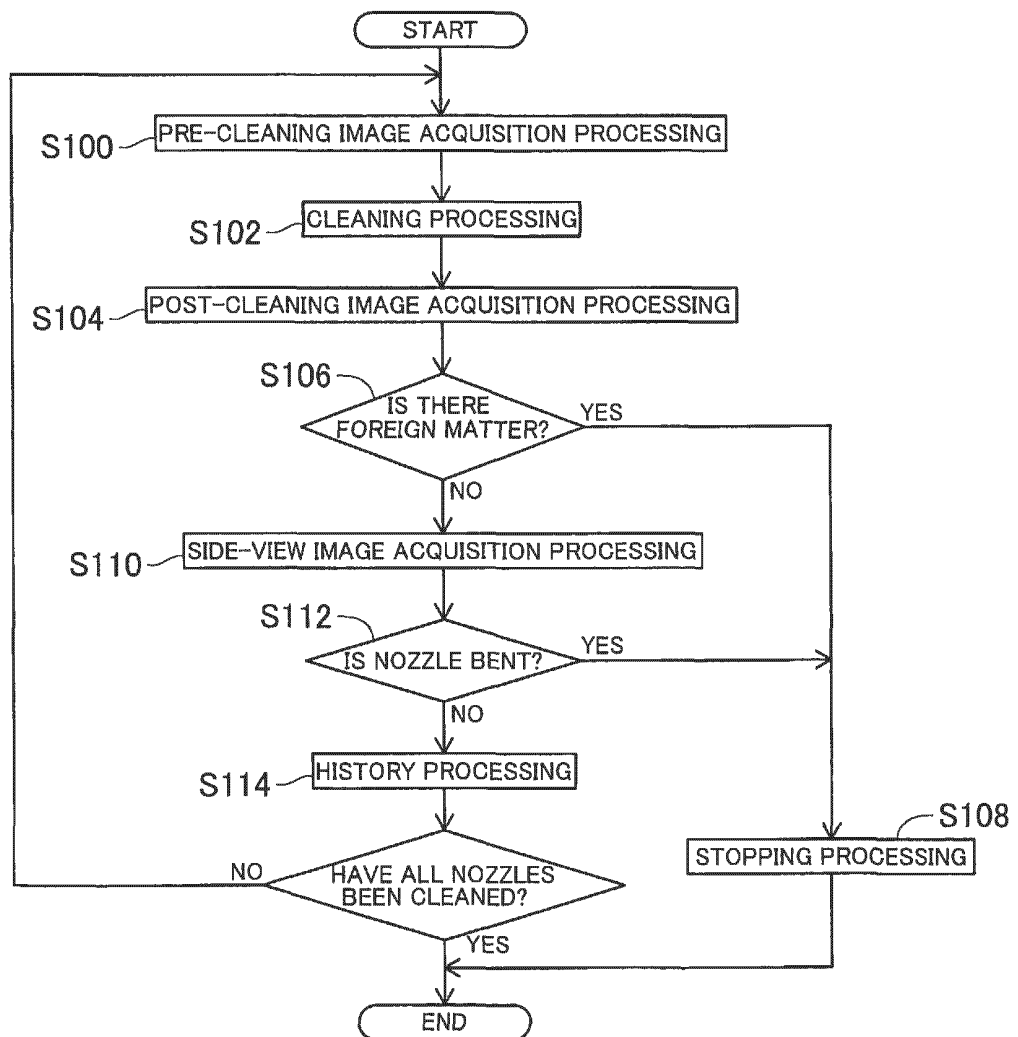 START
S100
PRE-CLEANING IMAGE ACQUISITION PROCESSING
S102
CLEANING PROCESSING
S104
POST-CLEANING IMAGE ACQUISITION PROCESSING
S106
IS THERE
FOREIGN MATTER?
YES
NO
S110
SIDE-VIEW IMAGE ACQUISITION PROCESSING
S112
IS NOZZLE BENT?
YES
NO
S114
HISTORY PROCESSING
S108
STOPPING PROCESSING
NO
HAVE ALL NOZZLES
BEEN CLEANED?
YES
END